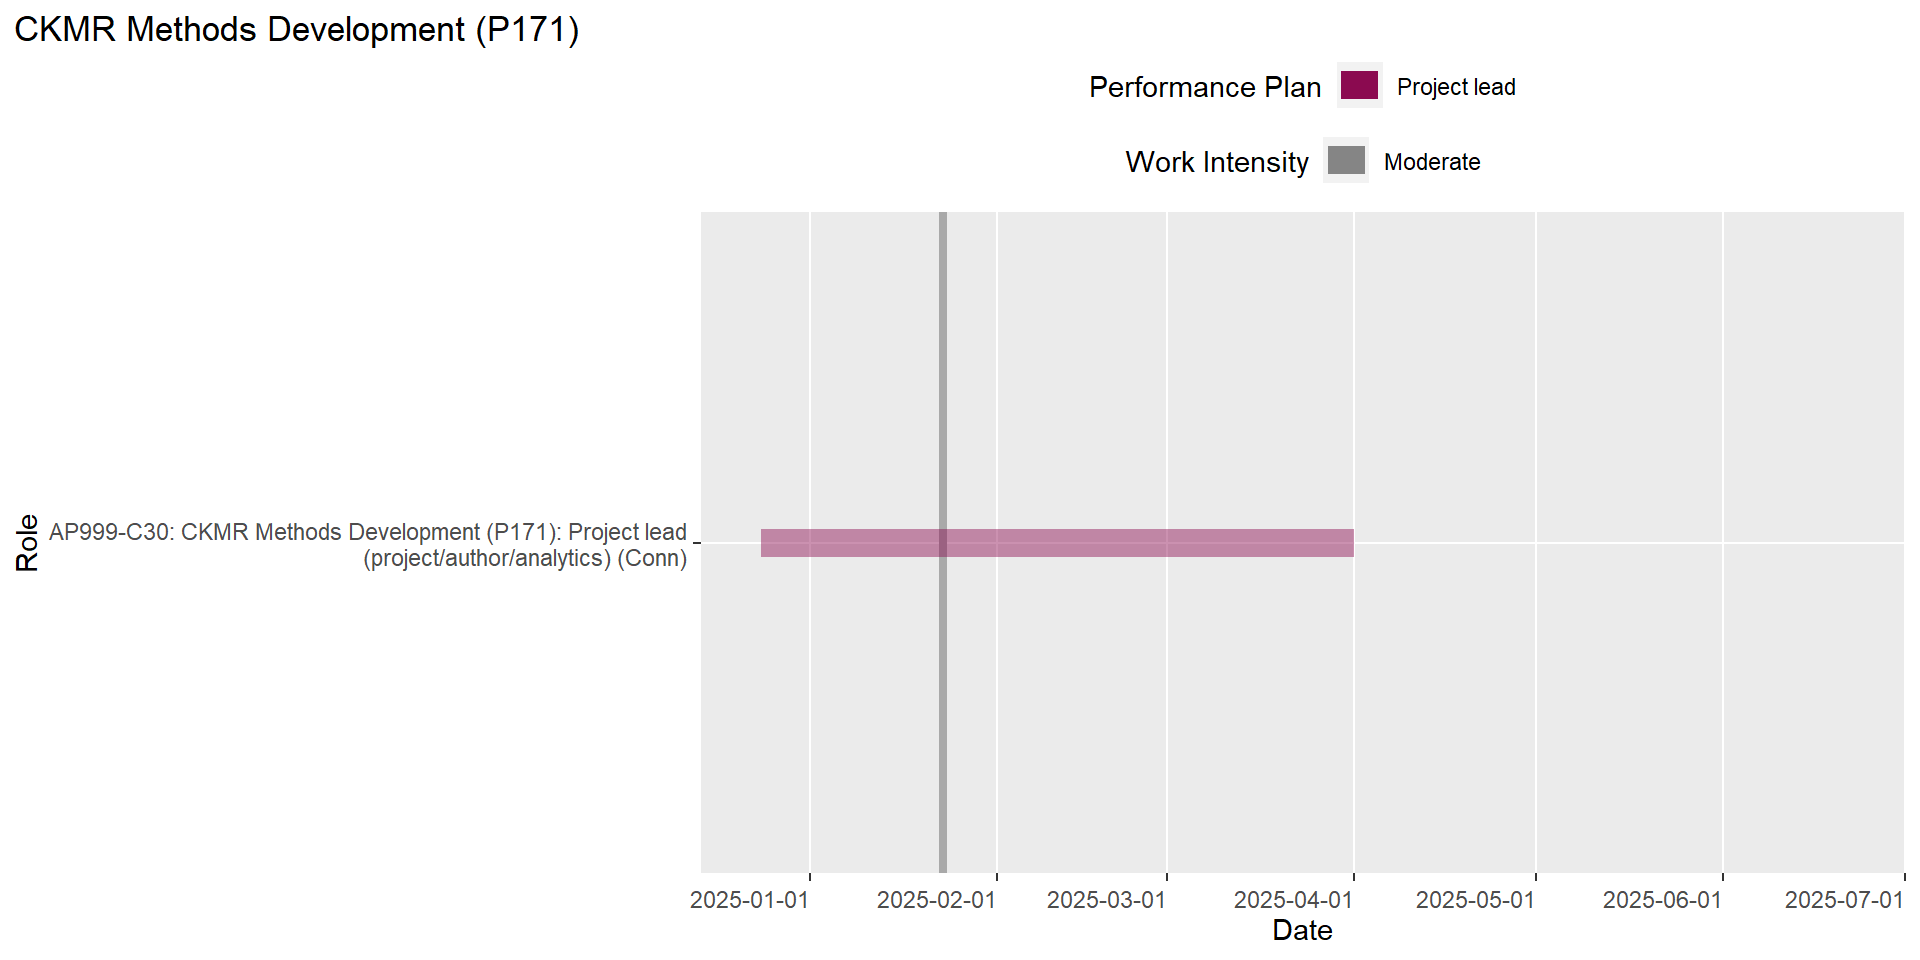 CKMR Methods Development (P171)
Performance Plan Project lead
Work Intensity Moderate
Role
AP999-C30: CKMR Methods Development (P171): Project lead
(project/author/analytics) (Conn)
2025-01-01 2025-02-01 2025-03-01 2025-04-01 2025-05-01 2025-06-01 2025-07-01
Date